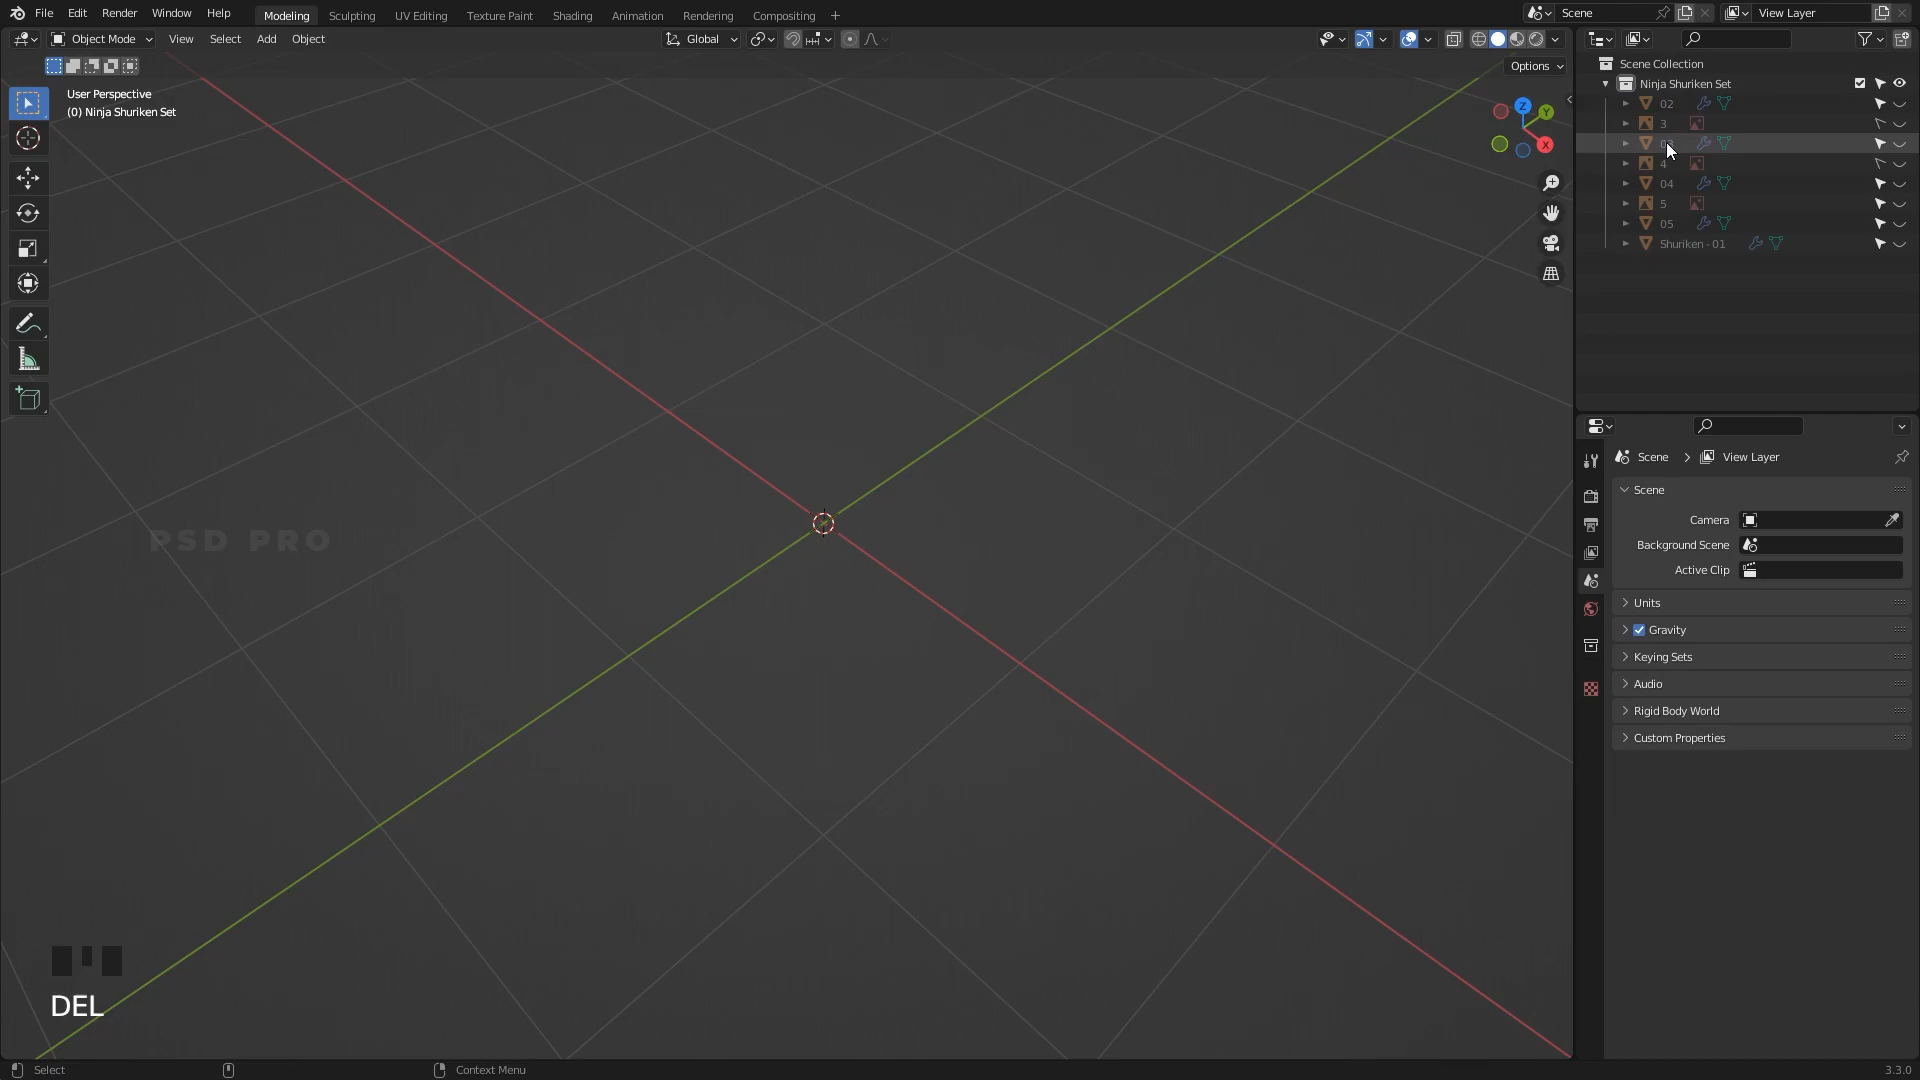 File Edit Render Window Help Modeling Sculpting UV Editing Texture Paint Shading Animation Rendering Compositing + Scene View Layer
Object Mode View Select Add Object Global
Options
User Perspective
(0) Ninja Shuriken Set
Z
Y
X
Scene Collection
Ninja Shuriken Set
02
3
4
04
5
05
Shuriken - 01
Scene > View Layer
Scene
Camera
Background Scene
Active Clip
Units
Gravity
Keying Sets
Audio
Rigid Body World
Custom Properties
PSD PRO
DEL
Select Context Menu 3.3.0